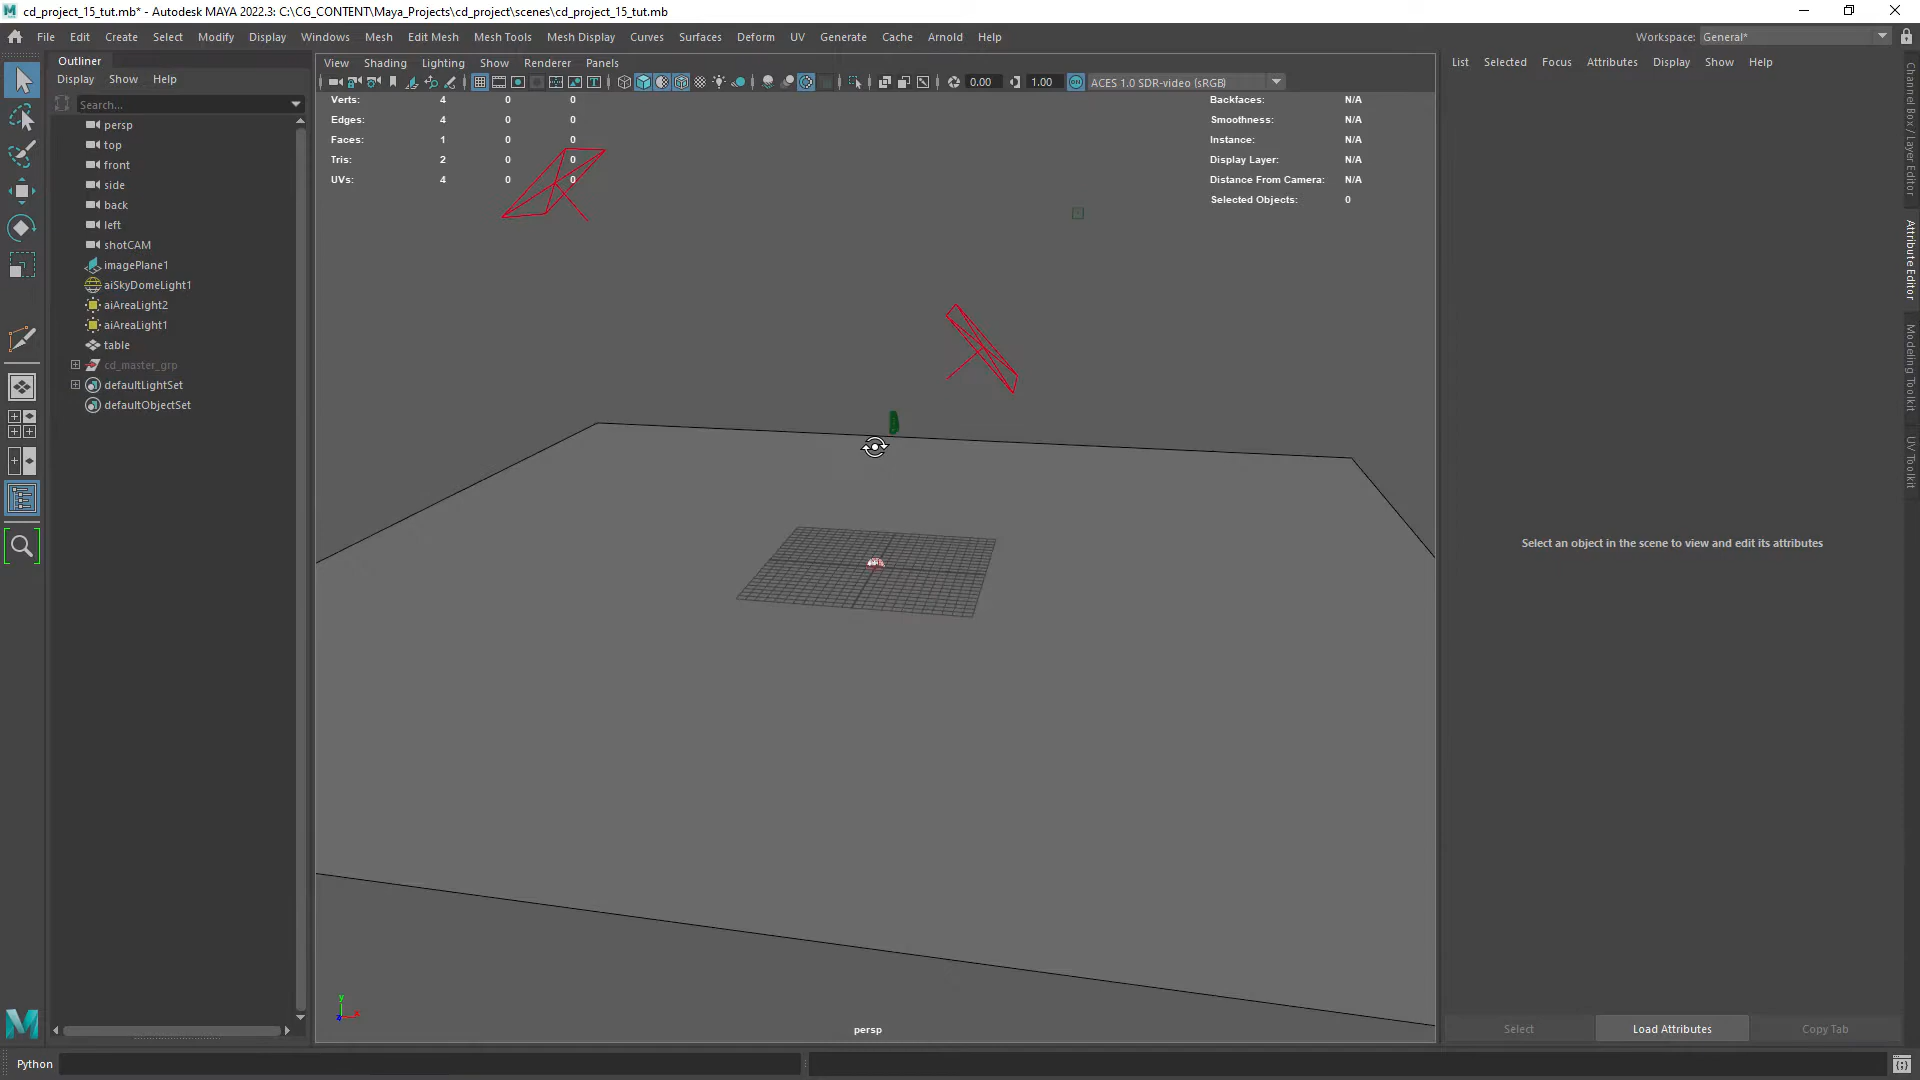 cd_project_15_tut.mb* - Autodesk MAYA 2022.3: C:\CG_CONTENT\Maya_Projects\cd_project\scenes\cd_project_15_tut.mb
File Edit Create Select Modify Display Windows Mesh Edit Mesh Mesh Tools Mesh Display Curves Surfaces Deform UV Generate Cache Arnold Help
Workspace: General*
Outliner
Display Show Help
Search...
persp
top
front
side
back
left
shotCAM
imagePlane1
aiSkyDomeLight1
aiAreaLight2
aiAreaLight1
table
cd_master_grp
defaultLightSet
defaultObjectSet
View Shading Lighting Show Renderer Panels
0.00 1.00 ON ACES 1.0 SDR-video (sRGB)
Verts: 4 0 0
Edges: 4 0 0
Faces: 1 0 0
Tris: 2 0 0
UVs: 4 0 0
Backfaces: N/A
Smoothness: N/A
Instance: N/A
Display Layer: N/A
Distance From Camera: N/A
Selected Objects: 0
y
x
z
persp
List Selected Focus Attributes Display Show Help
Select an object in the scene to view and edit its attributes
Select Load Attributes Copy Tab
Channel Box / Layer Editor
Attribute Editor
Modeling Toolkit
UV Toolkit
Python